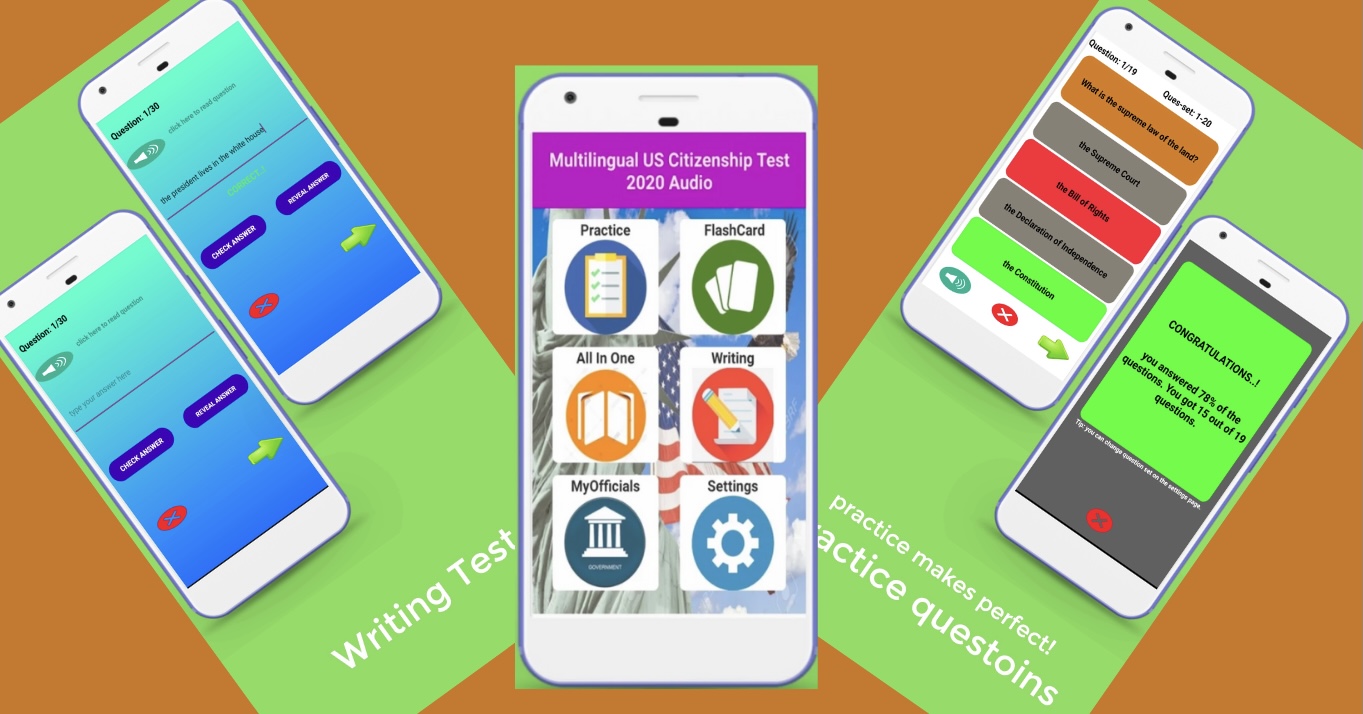 Question: 1/30
click here to read question
the president lives in the white house
CORRECT..!
CHECK ANSWER
REVEAL ANSWER
Question: 1/30
click here to read question
type your answer here
CHECK ANSWER
REVEAL ANSWER
Writing Test
Multilingual US Citizenship Test
2020 Audio
Practice
FlashCard
All In One
Writing
MyOfficials
Settings
GOVERNMENT
Question: 1/19
Ques-set: 1-20
What is the supreme law of the land?
the Supreme Court
the Bill of Rights
the Declaration of Independence
the Constitution
CONGRATULATIONS..!
you answered 78% of the
questions. You got 15 out of 19
questions.
Tip: you can change question set on the settings page.
practice makes perfect!
actice questoins